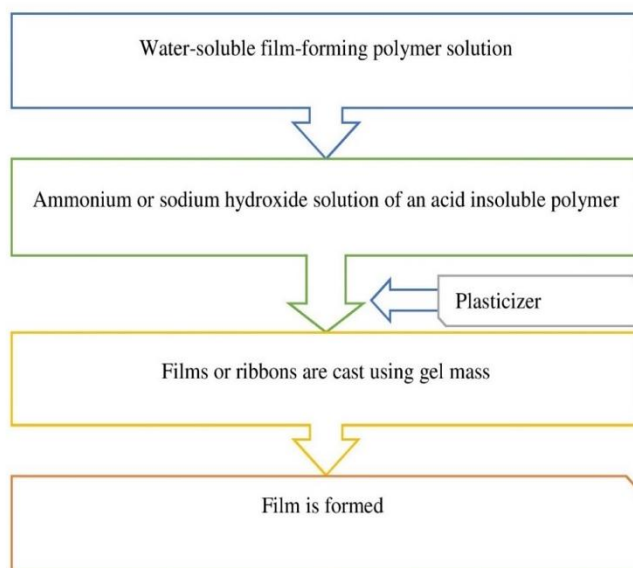 Water-soluble film-forming polymer solution
Ammonium or sodium hydroxide solution of an acid insoluble polymer
Plasticizer
Films or ribbons are cast using gel mass
Film is formed